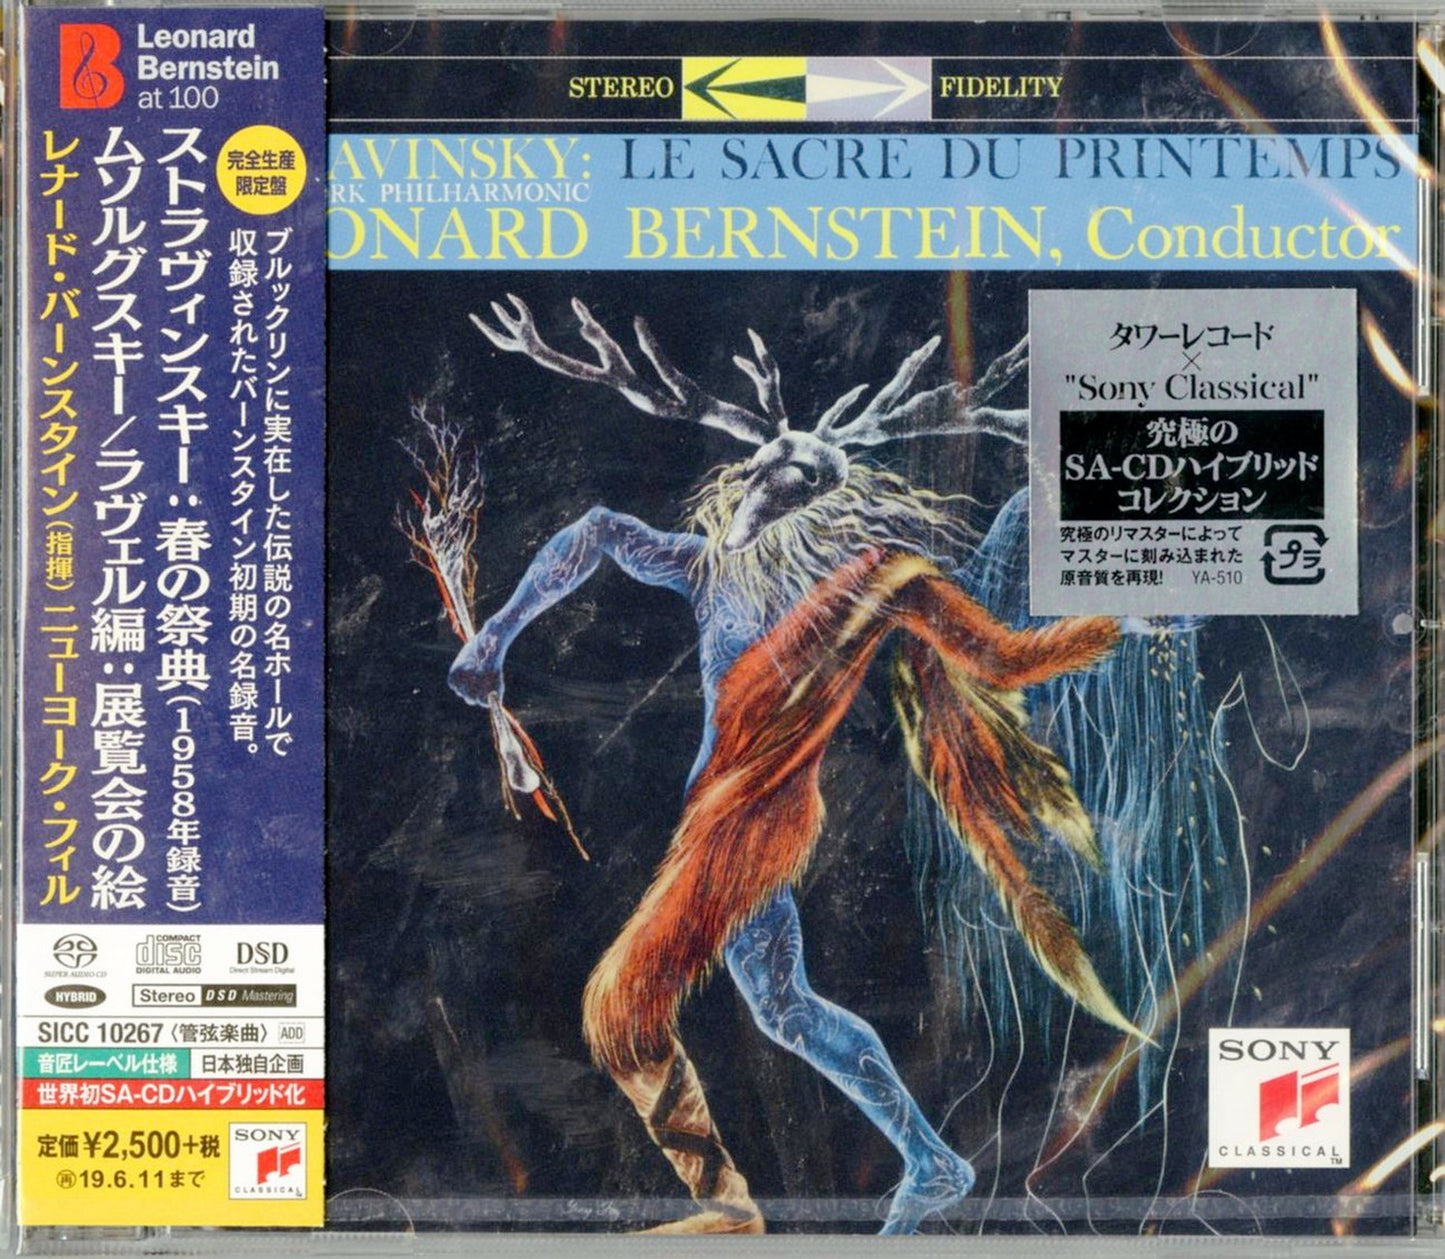 Leonard
Bernstein
at 100
完全生産
限定盤
ブルックリンに実在した伝説の名ホールで
収録されたバーンスタイン初期の名録音。
ストラヴィンスキー:春の祭典(1958年録音)
ムソルグスキー/ラヴェル編:展覧会の絵
レナード・バーンスタイン(指揮)ニューヨーク・フィル
SUPER AUDIO CD
HYBRID
COMPACT
disc
DIGITAL AUDIO
DSD
Direct Stream Digital
Stereo DSD Mastering
SICC 10267〈管弦楽曲〉 ADD
音匠レーベル仕様 日本独自企画
世界初SA-CDハイブリッド化
定価¥2,500+税
再19.6.11まで
SONY
CLASSICAL
STEREO FIDELITY
AVINSKY: LE SACRE DU PRINTEMPS
RK PHILHARMONIC
ONARD BERNSTEIN, Conductor
タワーレコード
×
"Sony Classical"
究極の
SA-CDハイブリッド
コレクション
究極のリマスターによって
マスターに刻み込まれた
原音質を再現! YA-510
プラ
SONY
CLASSICAL
TM